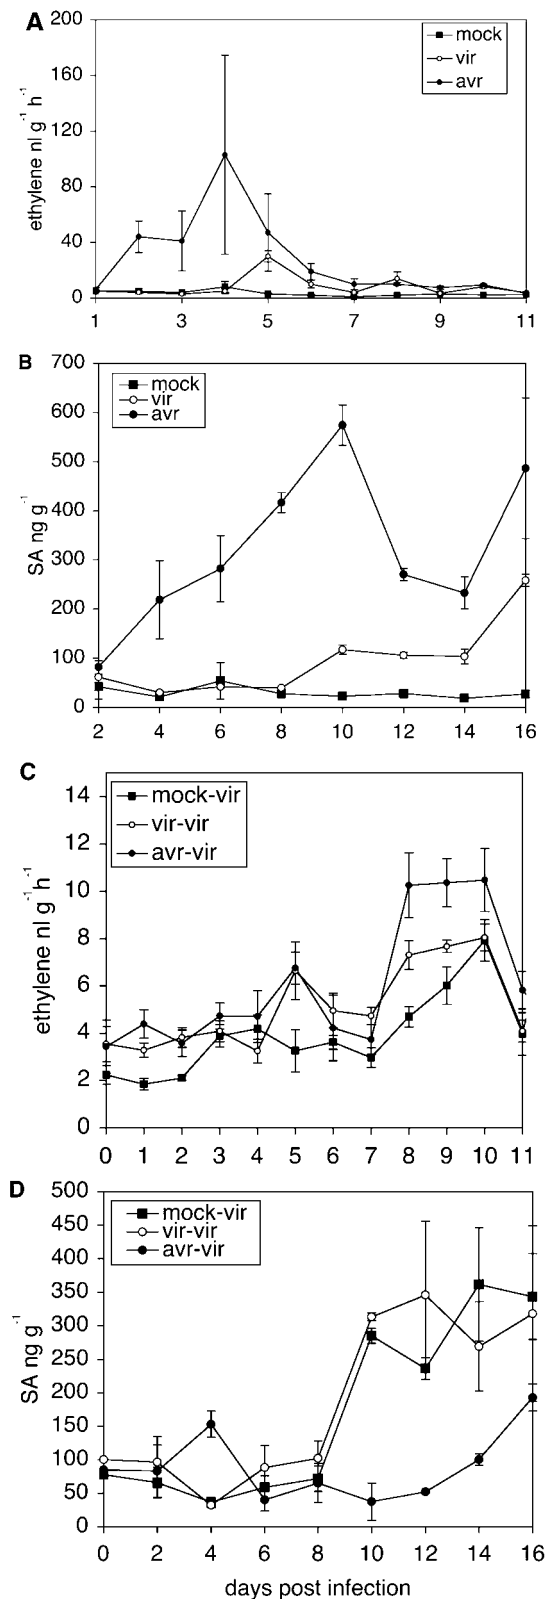 A
200
160
120
80
40
0
ethylene nl g⁻¹ h⁻¹
mock
vir
avr
1 3 5 7 9 11
B
700
600
500
400
300
200
100
0
SA ng g⁻¹
mock
vir
avr
2 4 6 8 10 12 14 16
C
14
12
10
8
6
4
2
0
ethylene nl g⁻¹h⁻¹
mock-vir
vir-vir
avr-vir
0 1 2 3 4 5 6 7 8 9 10 11
D
500
450
400
350
300
250
200
150
100
50
0
SA ng g⁻¹
mock-vir
vir-vir
avr-vir
0 2 4 6 8 10 12 14 16
days post infection